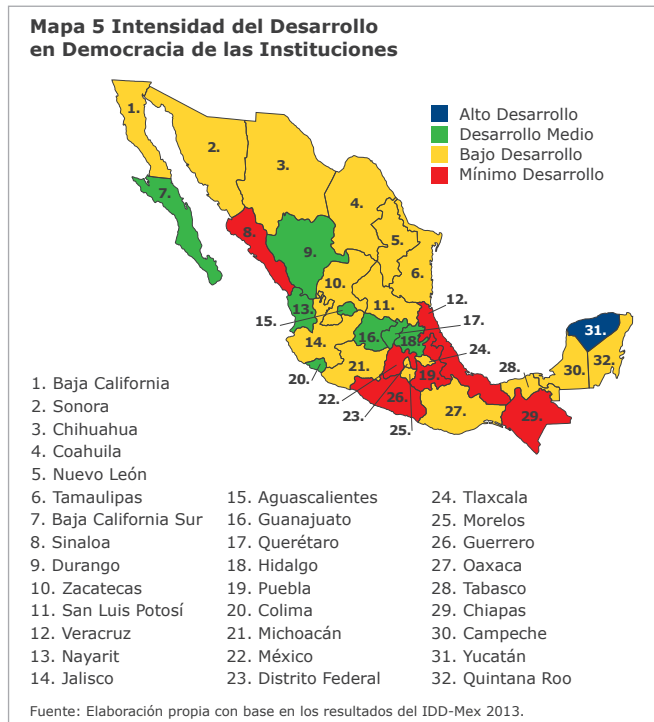 Mapa 5 Intensidad del Desarrollo
en Democracia de las Instituciones
Alto Desarrollo
Desarrollo Medio
Bajo Desarrollo
Mínimo Desarrollo
1.
2.
3.
4.
5.
6.
7.
8.
9.
10.
11.
12.
13.
14.
15.
16.
17.
18.
19.
20.
21.
22.
23.
24.
25.
26.
27.
28.
29.
30.
31.
32.
1. Baja California
2. Sonora
3. Chihuahua
4. Coahuila
5. Nuevo León
6. Tamaulipas
7. Baja California Sur
8. Sinaloa
9. Durango
10. Zacatecas
11. San Luis Potosí
12. Veracruz
13. Nayarit
14. Jalisco
15. Aguascalientes
16. Guanajuato
17. Querétaro
18. Hidalgo
19. Puebla
20. Colima
21. Michoacán
22. México
23. Distrito Federal
24. Tlaxcala
25. Morelos
26. Guerrero
27. Oaxaca
28. Tabasco
29. Chiapas
30. Campeche
31. Yucatán
32. Quintana Roo
Fuente: Elaboración propia con base en los resultados del IDD-Mex 2013.